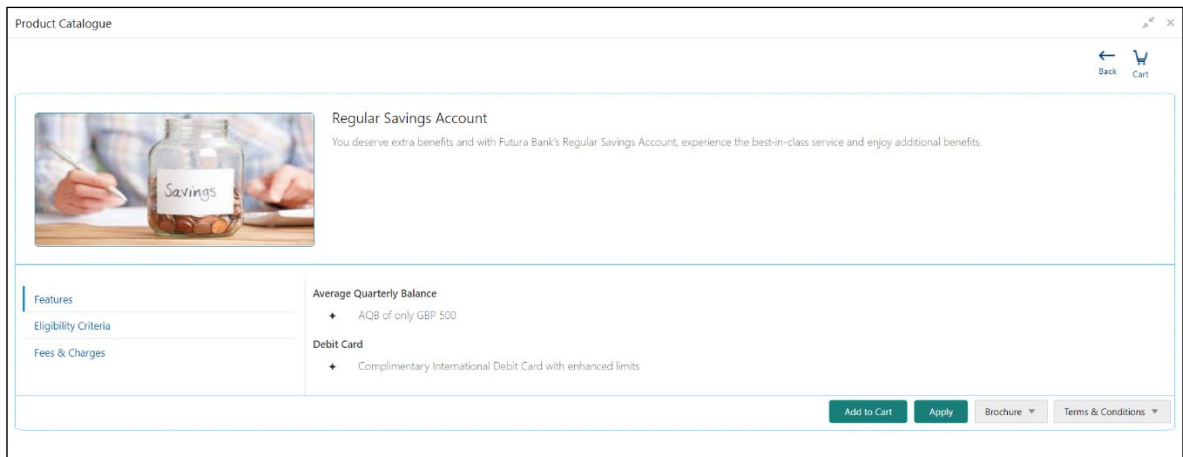 Product Catalogue
Back
Cart
Regular Savings Account
You deserve extra benefits and with Futura Bank's Regular Savings Account, experience the best-in-class service and enjoy additional benefits.
Savings
Features
Eligibility Criteria
Fees & Charges
Average Quarterly Balance
AQB of only GBP 500
Debit Card
Complimentary International Debit Card with enhanced limits
Add to Cart
Apply
Brochure
Terms & Conditions